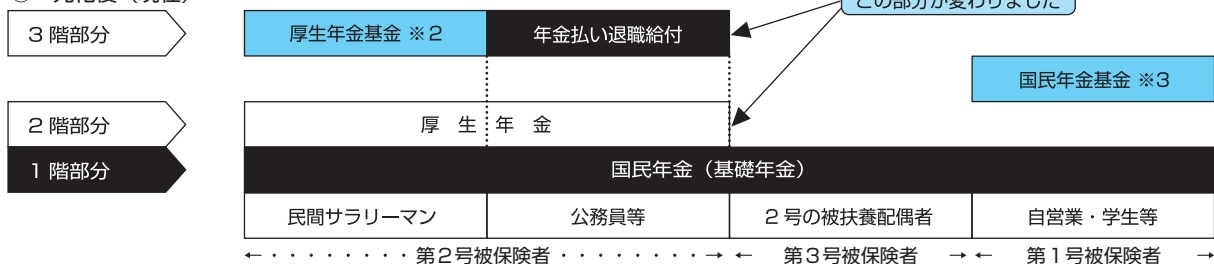 この部分が変わりました
3階部分
厚生年金基金 ※2
年金払い退職給付
国民年金基金 ※3
2階部分
厚生年金
1階部分
国民年金（基礎年金）
民間サラリーマン
公務員等
2号の被扶養配偶者
自営業・学生等
←・・・・・・・・第2号被保険者・・・・・・・・→
← 第3号被保険者 →
← 第1号被保険者 →